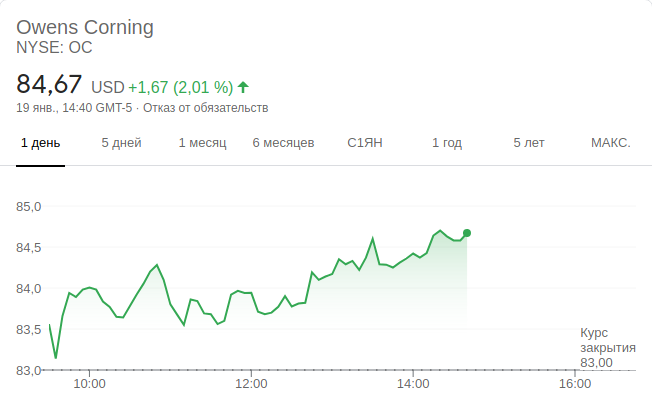 Owens Corning
NYSE: OC
84,67 USD +1,67 (2,01 %)
19 янв., 14:40 GMT-5 · Отказ от обязательств
1 день 5 дней 1 месяц 6 месяцев С1ЯН 1 год 5 лет МАКС.
85,0
84,5
84,0
83,5
83,0
Курс
закрытия
83,00
10:00 12:00 14:00 16:00